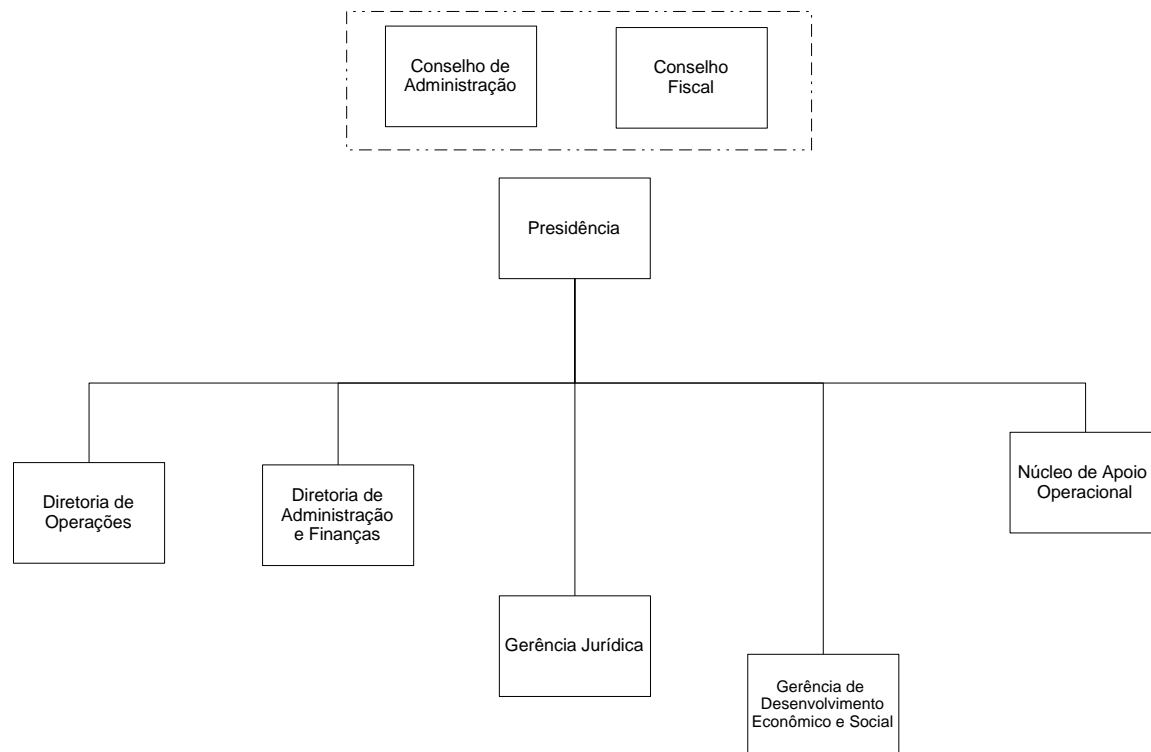 Conselho de
Administração
Conselho
Fiscal
Presidência
Diretoria de
Operações
Diretoria de
Administração
e Finanças
Gerência Jurídica
Gerência de
Desenvolvimento
Econômico e Social
Núcleo de Apoio
Operacional